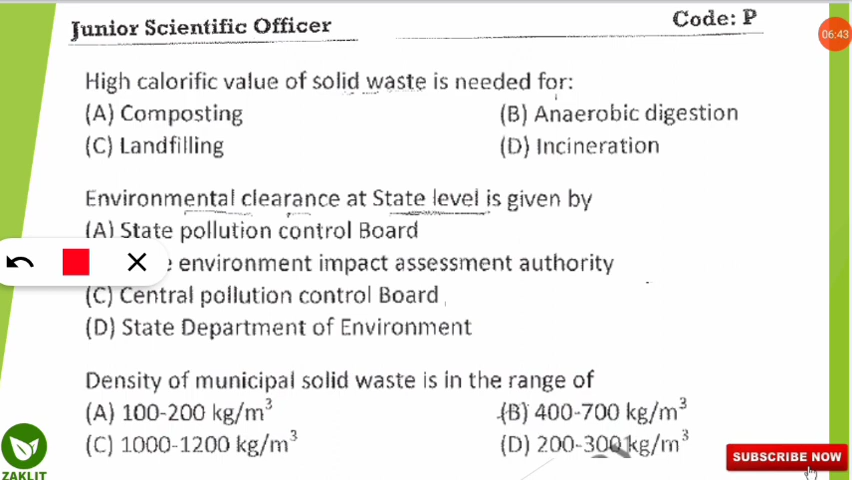 Junior Scientific Officer
Code: P
06:43
High calorific value of solid waste is needed for:
(A) Composting
(B) Anaerobic digestion
(C) Landfilling
(D) Incineration
Environmental clearance at State level is given by
(A) State pollution control Board
environment impact assessment authority
(C) Central pollution control Board
(D) State Department of Environment
Density of municipal solid waste is in the range of
(A) 100-200 kg/m³
(B) 400-700 kg/m³
(C) 1000-1200 kg/m³
(D) 200-300 kg/m³
SUBSCRIBE NOW
ZAKLIT